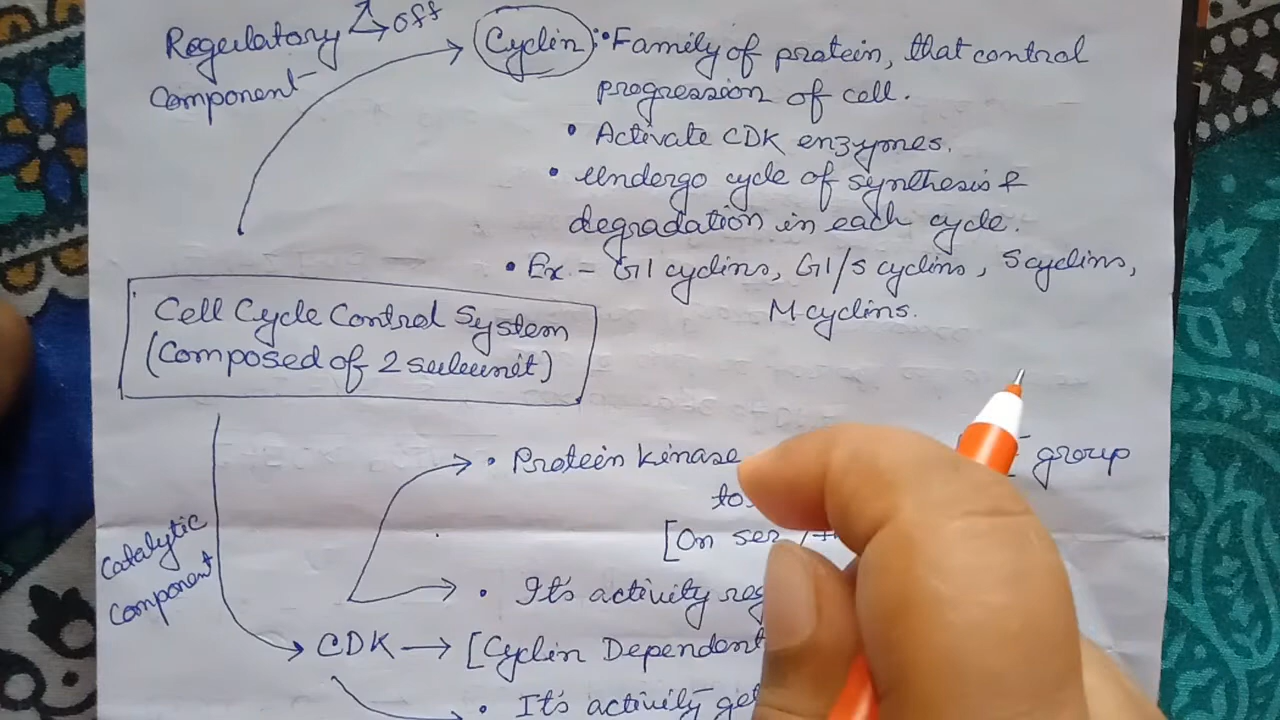 Regulatory → off
Component
Cyclin : • Family of protein, that control
progression of cell.
• Activate CDK enzymes.
• undergo cycle of synthesis &
degradation in each cycle.
• Ex - G1 cyclins, G1/S cyclins, S cyclins,
M cyclins.
Cell Cycle Control System
(Composed of 2 subunit)
• Protein kinase
group
to
[On ser /
Catalytic
Component
• It's activity reg
CDK → [Cyclin Dependent
• It's activity get